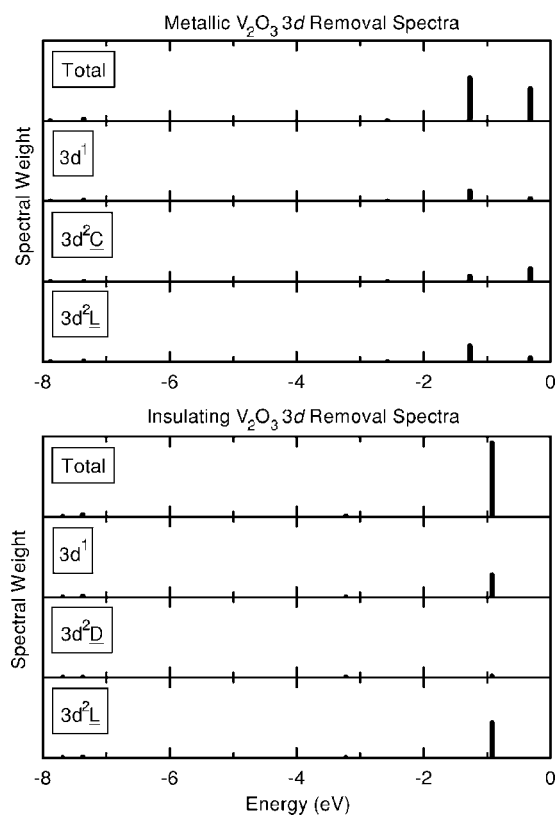 Metallic V₂O₃ 3d Removal Spectra
Total
3d¹
3d²C̲
3d²L̲
Spectral Weight
-8 -6 -4 -2 0
Insulating V₂O₃ 3d Removal Spectra
Total
3d¹
3d²D̲
3d²L̲
Spectral Weight
-8 -6 -4 -2 0
Energy (eV)